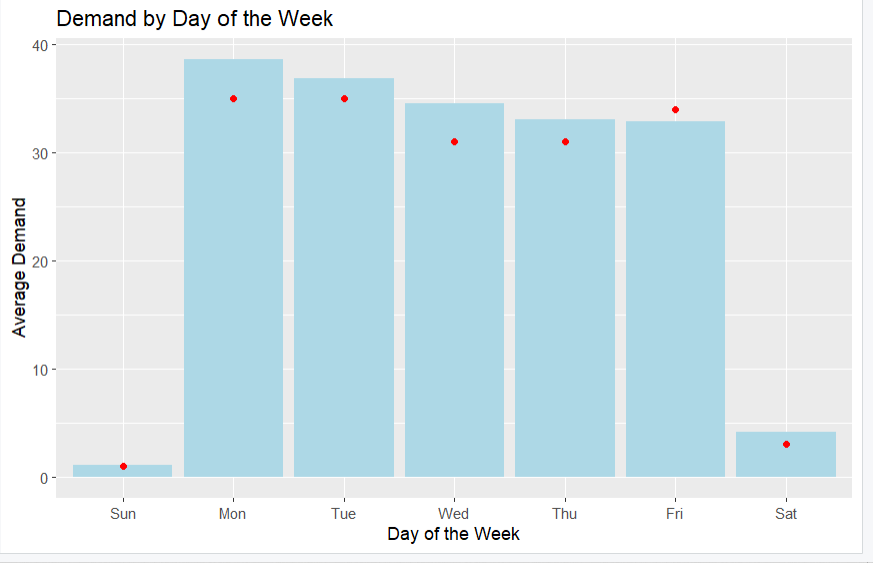 Demand by Day of the Week
40
30
20
10
0
Average Demand
Sun Mon Tue Wed Thu Fri Sat
Day of the Week